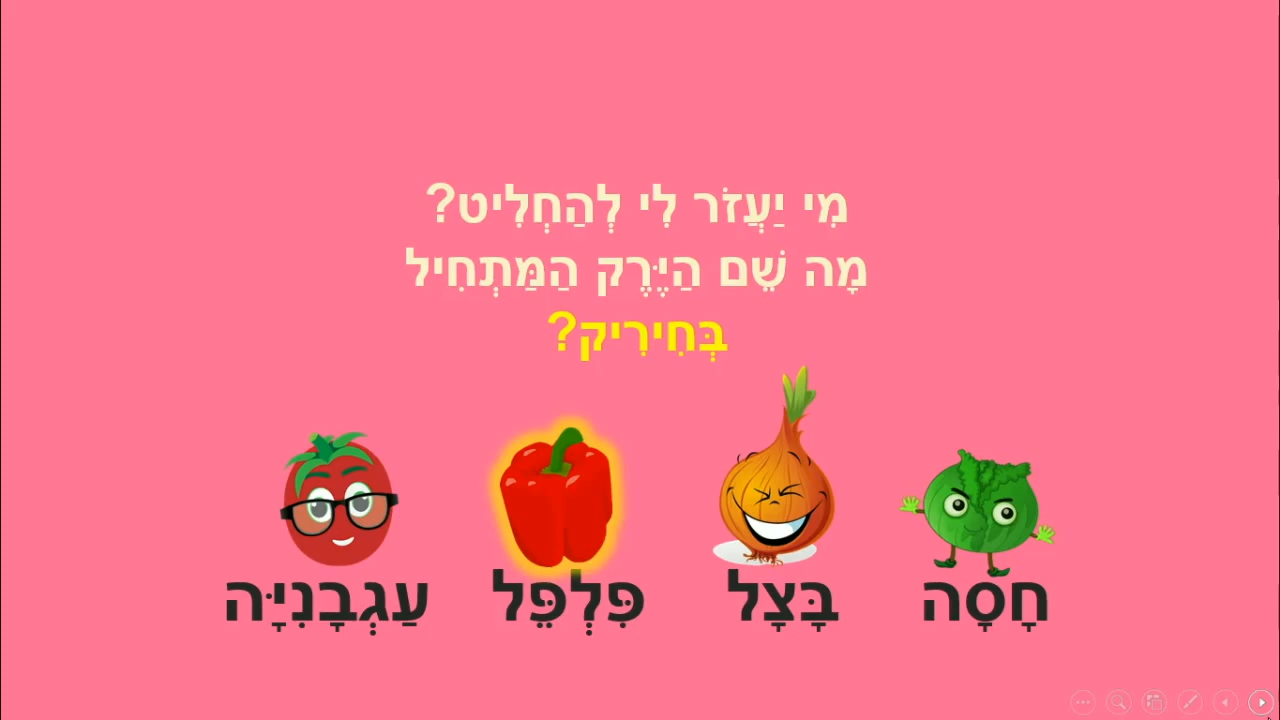 מִי יַעֲזֹר לִי לְהַחְלִיט?
מָה שֵׁם הַיֶּרֶק הַמַּתְחִיל
בְּחִירִיק?
חָסָה בָּצָל פִּלְפֵּל עַגְבָנִיָּה